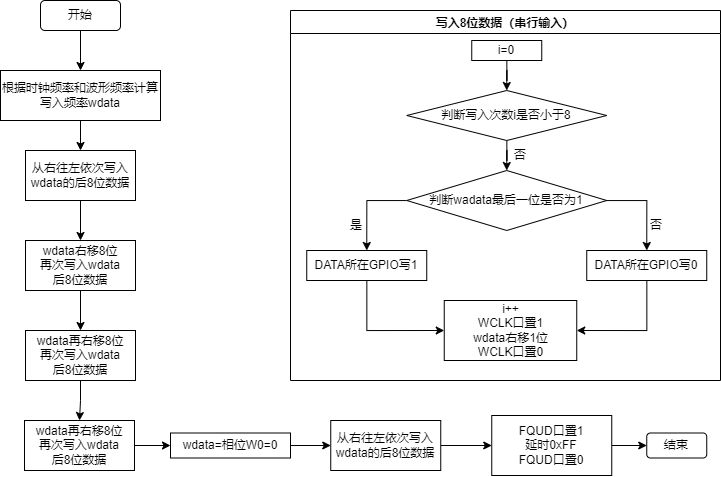 开始
根据时钟频率和波形频率计算
写入频率wdata
从右往左依次写入
wdata的后8位数据
wdata右移8位
再次写入wdata
后8位数据
wdata再右移8位
再次写入wdata
后8位数据
wdata再右移8位
再次写入wdata
后8位数据
wdata=相位W0=0
从右往左依次写入
wdata的后8位数据
FQUD口置1
延时0xFF
FQUD口置0
结束
写入8位数据（串行输入）
i=0
判断写入次数i是否小于8
否
判断wadata最后一位是否为1
是
否
DATA所在GPIO写1
DATA所在GPIO写0
i++
WCLK口置1
wdata右移1位
WCLK口置0